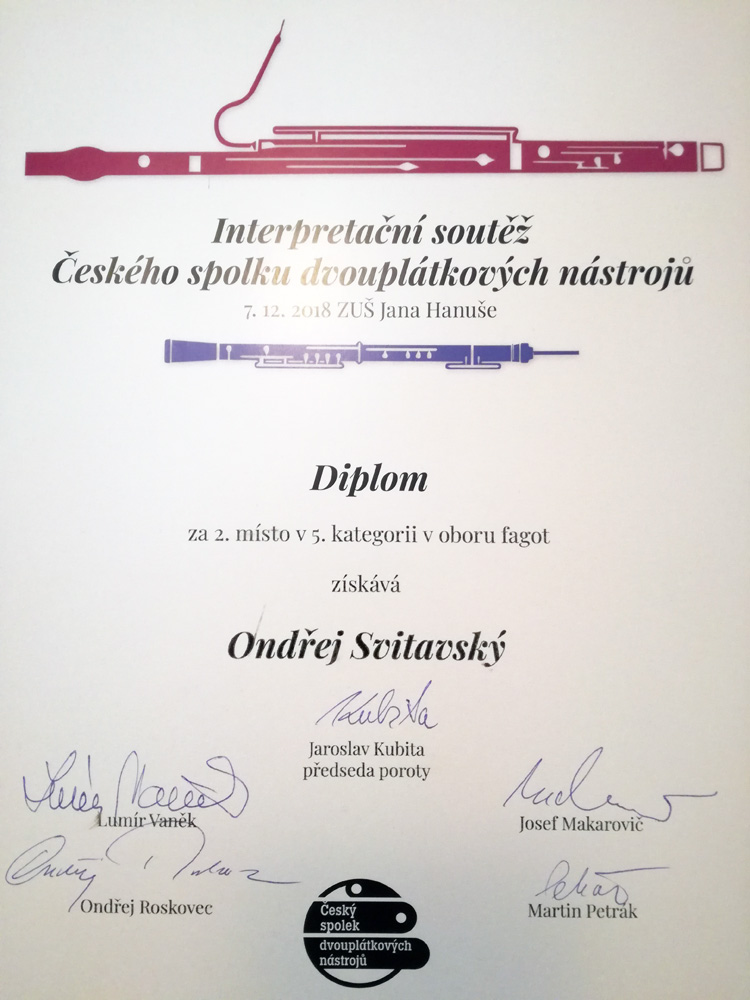 Interpretační soutěž
Českého spolku dvouplátkových nástrojů
7. 12. 2018 ZUŠ Jana Hanuše
Diplom
za 2. místo v 5. kategorii v oboru fagot
získává
Ondřej Svitavský
Kubita
Jaroslav Kubita
předseda poroty
Lumír Vaněk
Josef Makarovič
Ondřej Roskovec
Martin Petrák
Český
spolek
dvouplátkových
nástrojů